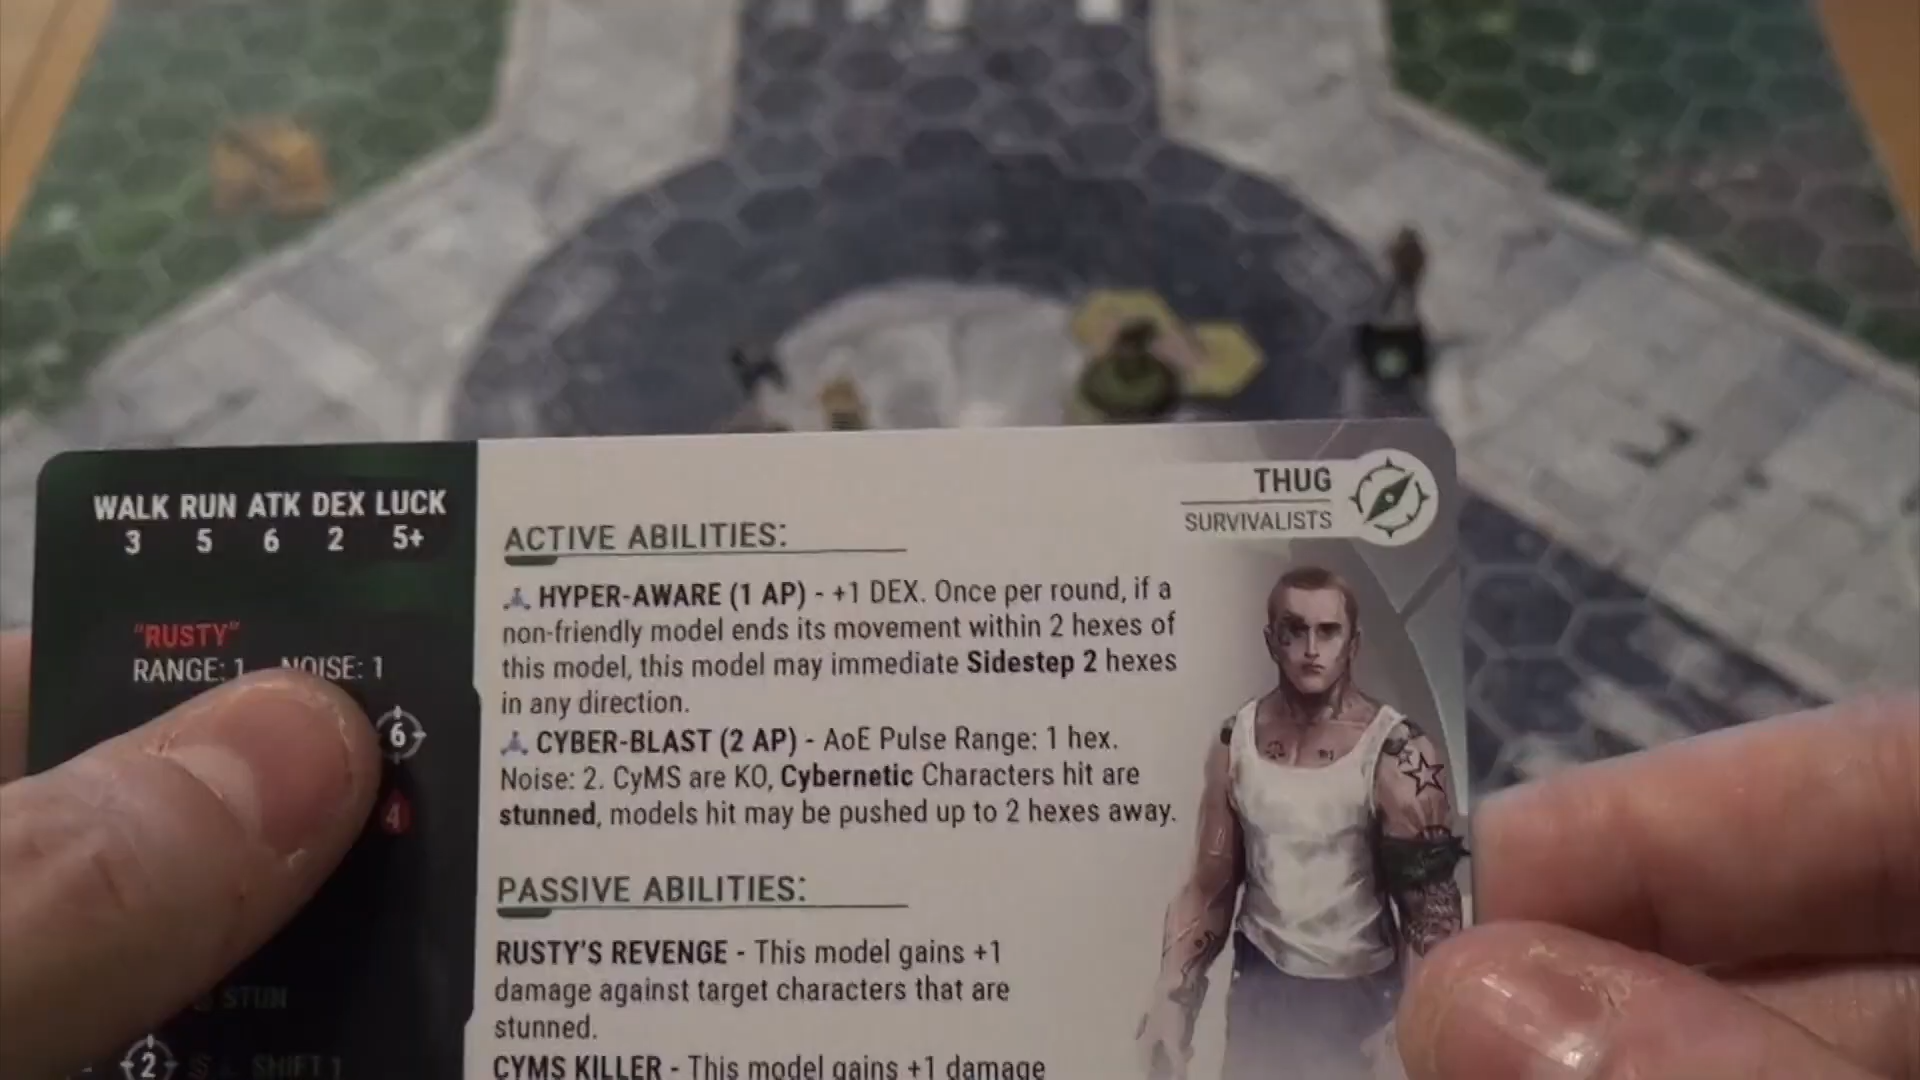 WALK RUN ATK DEX LUCK
3 5 6 2 5+
"RUSTY"
RANGE: 1 NOISE: 1
6
4
STUN
2 SHIFT 1
THUG
SURVIVALISTS
ACTIVE ABILITIES:
HYPER-AWARE (1 AP) - +1 DEX. Once per round, if a
non-friendly model ends its movement within 2 hexes of
this model, this model may immediate Sidestep 2 hexes
in any direction.
CYBER-BLAST (2 AP) - AoE Pulse Range: 1 hex.
Noise: 2. CyMS are KO, Cybernetic Characters hit are
stunned, models hit may be pushed up to 2 hexes away.
PASSIVE ABILITIES:
RUSTY'S REVENGE - This model gains +1
damage against target characters that are
stunned.
CYMS KILLER - This model gains +1 damage